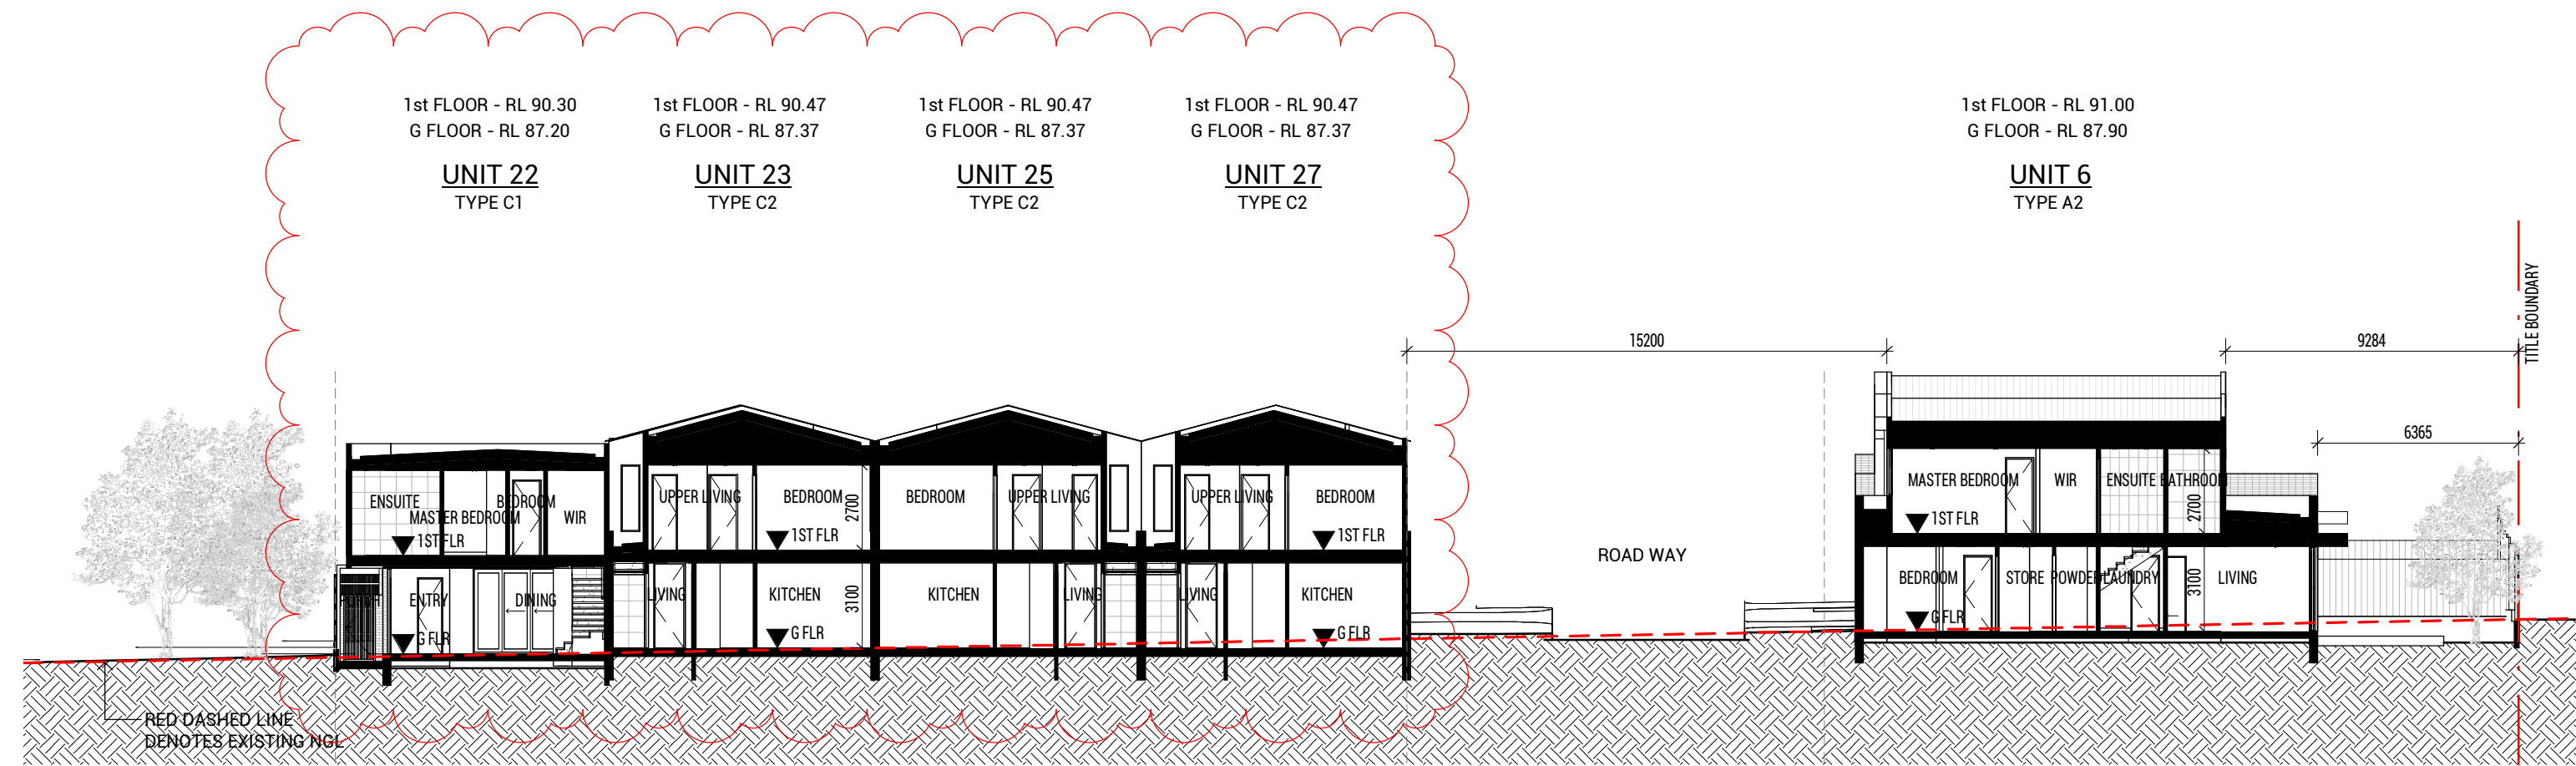 1st FLOOR - RL 90.30
G FLOOR - RL 87.20
UNIT 22
TYPE C1
1st FLOOR - RL 90.47
G FLOOR - RL 87.37
UNIT 23
TYPE C2
1st FLOOR - RL 90.47
G FLOOR - RL 87.37
UNIT 25
TYPE C2
1st FLOOR - RL 90.47
G FLOOR - RL 87.37
UNIT 27
TYPE C2
1st FLOOR - RL 91.00
G FLOOR - RL 87.90
UNIT 6
TYPE A2
TITLE BOUNDARY
15200
9284
6365
ENSUITE
MASTER BEDROOM
BEDROOM
WIR
1ST FLR
UPPER LIVING
BEDROOM
2700
1ST FLR
BEDROOM
UPPER LIVING
UPPER LIVING
BEDROOM
1ST FLR
MASTER BEDROOM
WIR
ENSUITE
BATHROOM
2700
1ST FLR
ROAD WAY
PORCH
ENTRY
DINING
G FLR
LIVING
KITCHEN
3100
G FLR
KITCHEN
LIVING
LIVING
KITCHEN
G FLR
BEDROOM
STORE
POWDER
LAUNDRY
3100
LIVING
G FLR
RED DASHED LINE
DENOTES EXISTING NGL